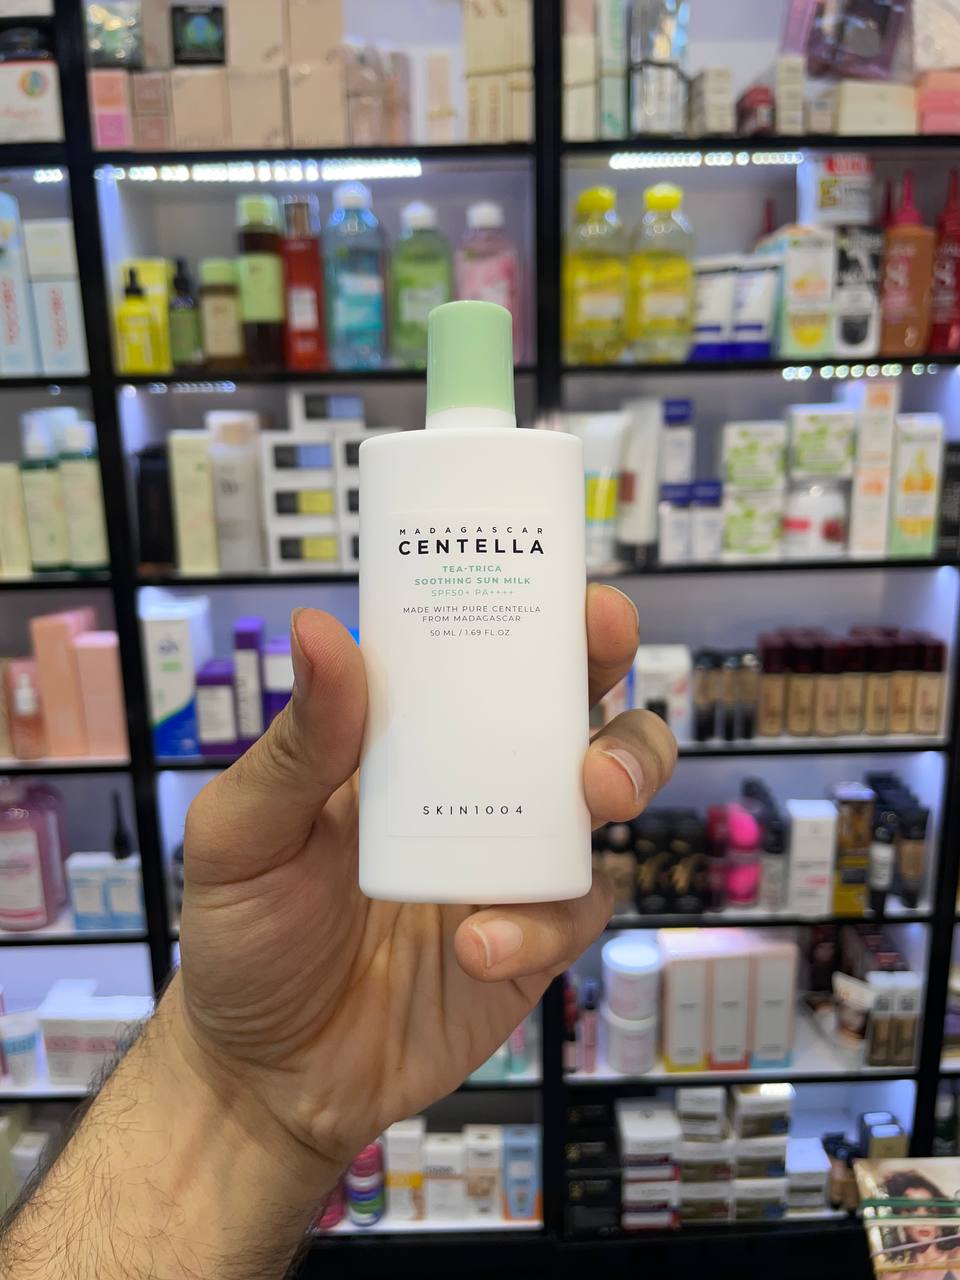 MADAGASCAR
CENTELLA
TEA-TRICA
SOOTHING SUN MILK
SPF50+ PA++++
MADE WITH PURE CENTELLA
FROM MADAGASCAR
50 ML / 1.69 FL.OZ.
SKIN1004